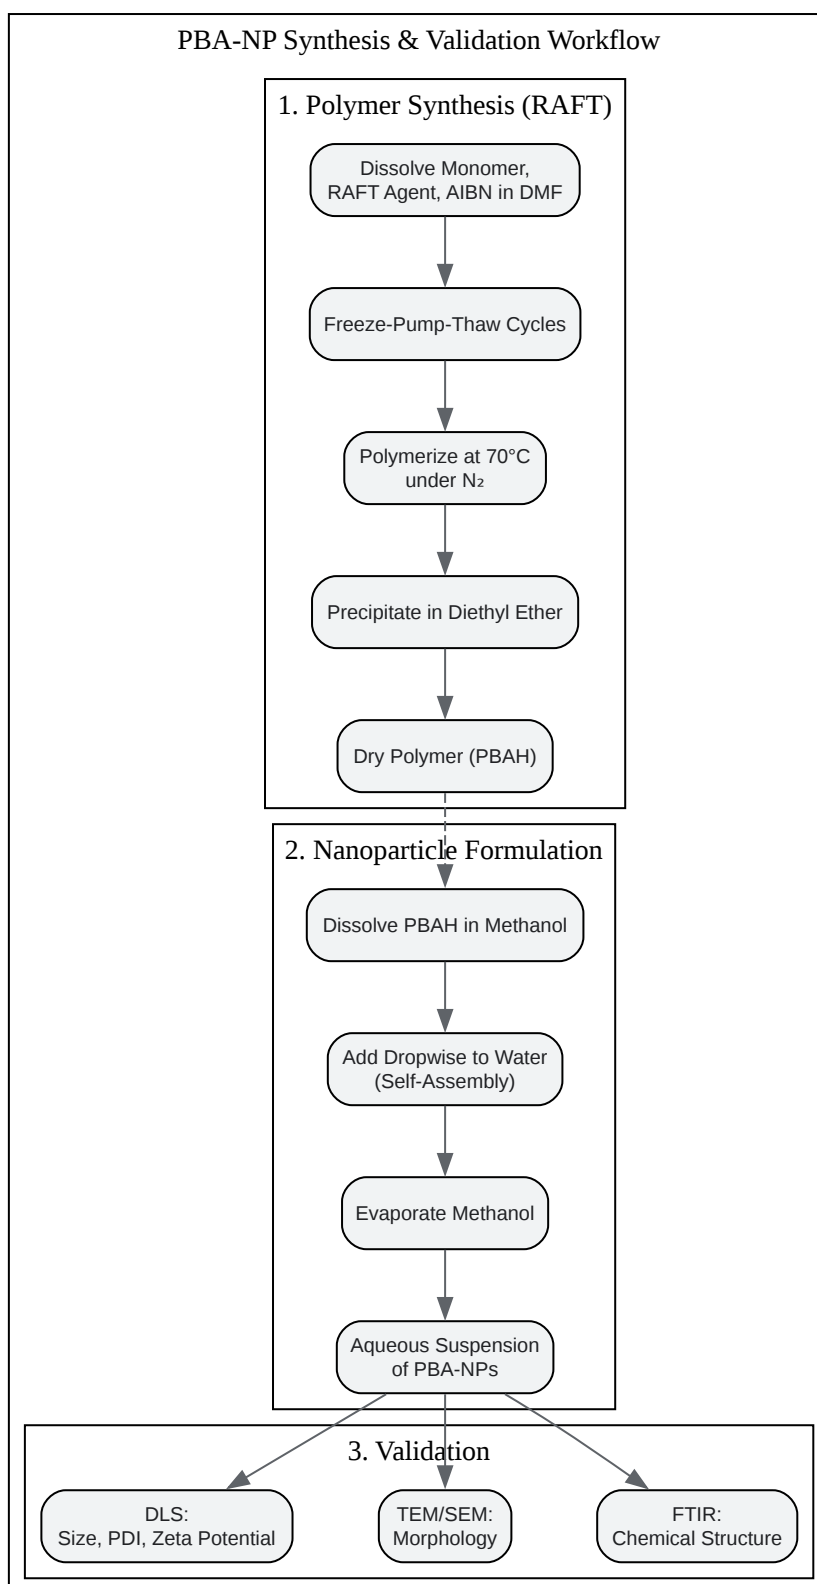 PBA-NP Synthesis & Validation Workflow
1. Polymer Synthesis (RAFT)
Dissolve Monomer,
RAFT Agent, AIBN in DMF
Freeze-Pump-Thaw Cycles
Polymerize at 70°C
under N₂
Precipitate in Diethyl Ether
Dry Polymer (PBAH)
2. Nanoparticle Formulation
Dissolve PBAH in Methanol
Add Dropwise to Water
(Self-Assembly)
Evaporate Methanol
Aqueous Suspension
of PBA-NPs
3. Validation
DLS:
Size, PDI, Zeta Potential
TEM/SEM:
Morphology
FTIR:
Chemical Structure